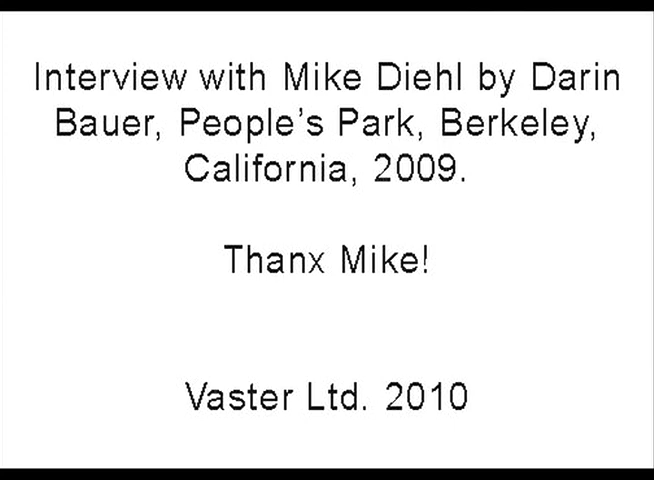 Interview with Mike Diehl by Darin
Bauer, People's Park, Berkeley,
California, 2009.
Thanx Mike!
Vaster Ltd. 2010